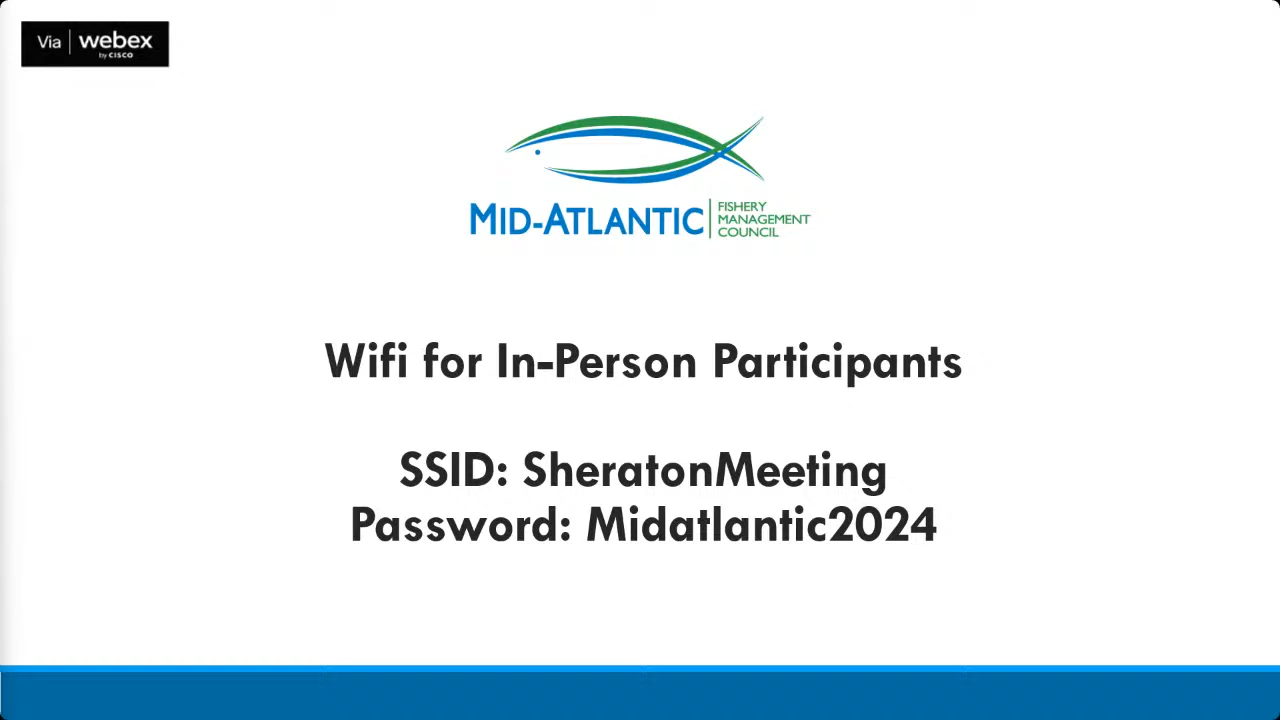 Via webex
by CISCO
MID-ATLANTIC
FISHERY
MANAGEMENT
COUNCIL
Wifi for In-Person Participants
SSID: SheratonMeeting
Password: Midatlantic2024